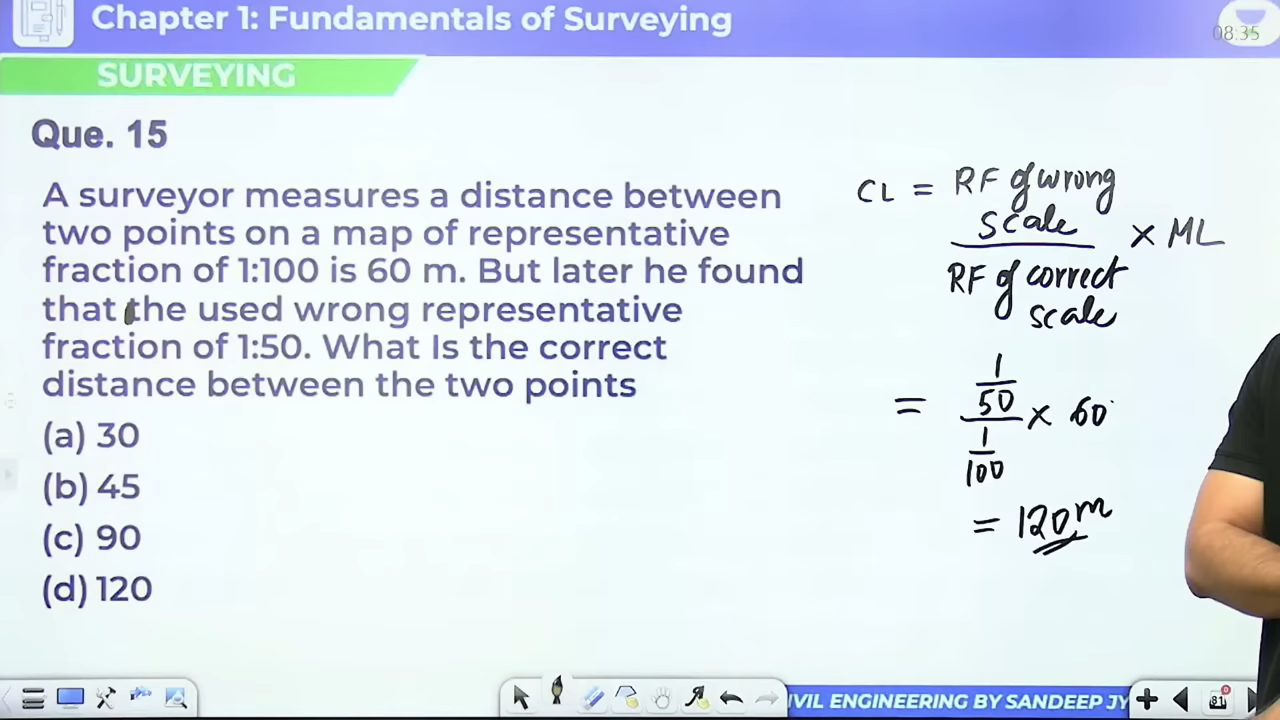 Chapter 1: Fundamentals of Surveying
08:35
SURVEYING
Que. 15
A surveyor measures a distance between
two points on a map of representative
fraction of 1:100 is 60 m. But later he found
that the used wrong representative
fraction of 1:50. What Is the correct
distance between the two points
(a) 30
(b) 45
(c) 90
(d) 120
CL = RF of wrong
scale
× ML
RF of correct
scale
= 1/50 / 1/100 × 60
= 120m
IVIL ENGINEERING BY SANDEEP JY
81